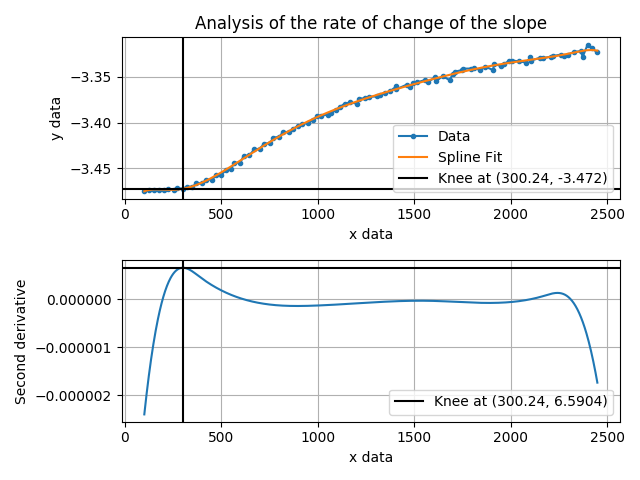 Analysis of the rate of change of the slope
−3.35
−3.40
−3.45
y data
Data
Spline Fit
Knee at (300.24, -3.472)
0
500
1000
1500
2000
2500
x data
0.000000
−0.000001
−0.000002
Second derivative
Knee at (300.24, 6.5904)
0
500
1000
1500
2000
2500
x data